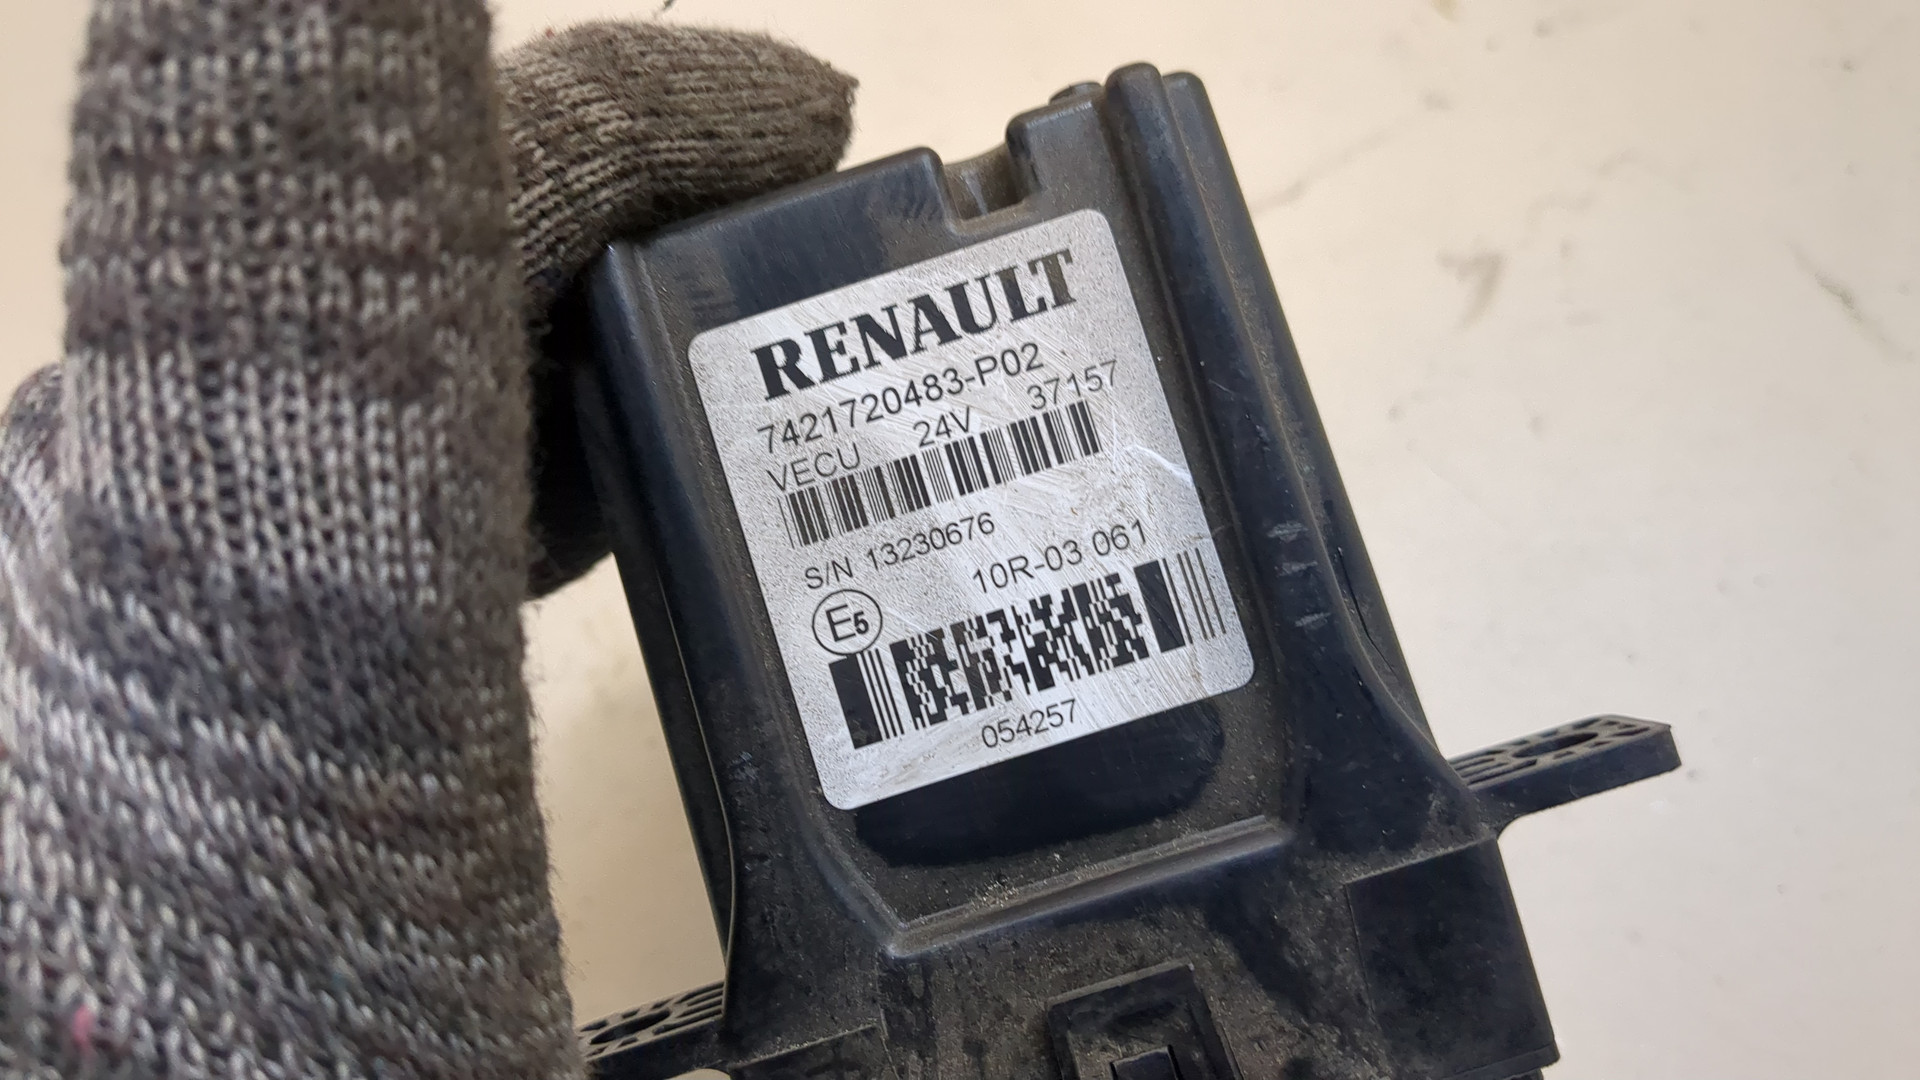 RENAULT
7421720483-P02
VECU 24V 37157
S/N 13230676
10R-03 061
E5
054257